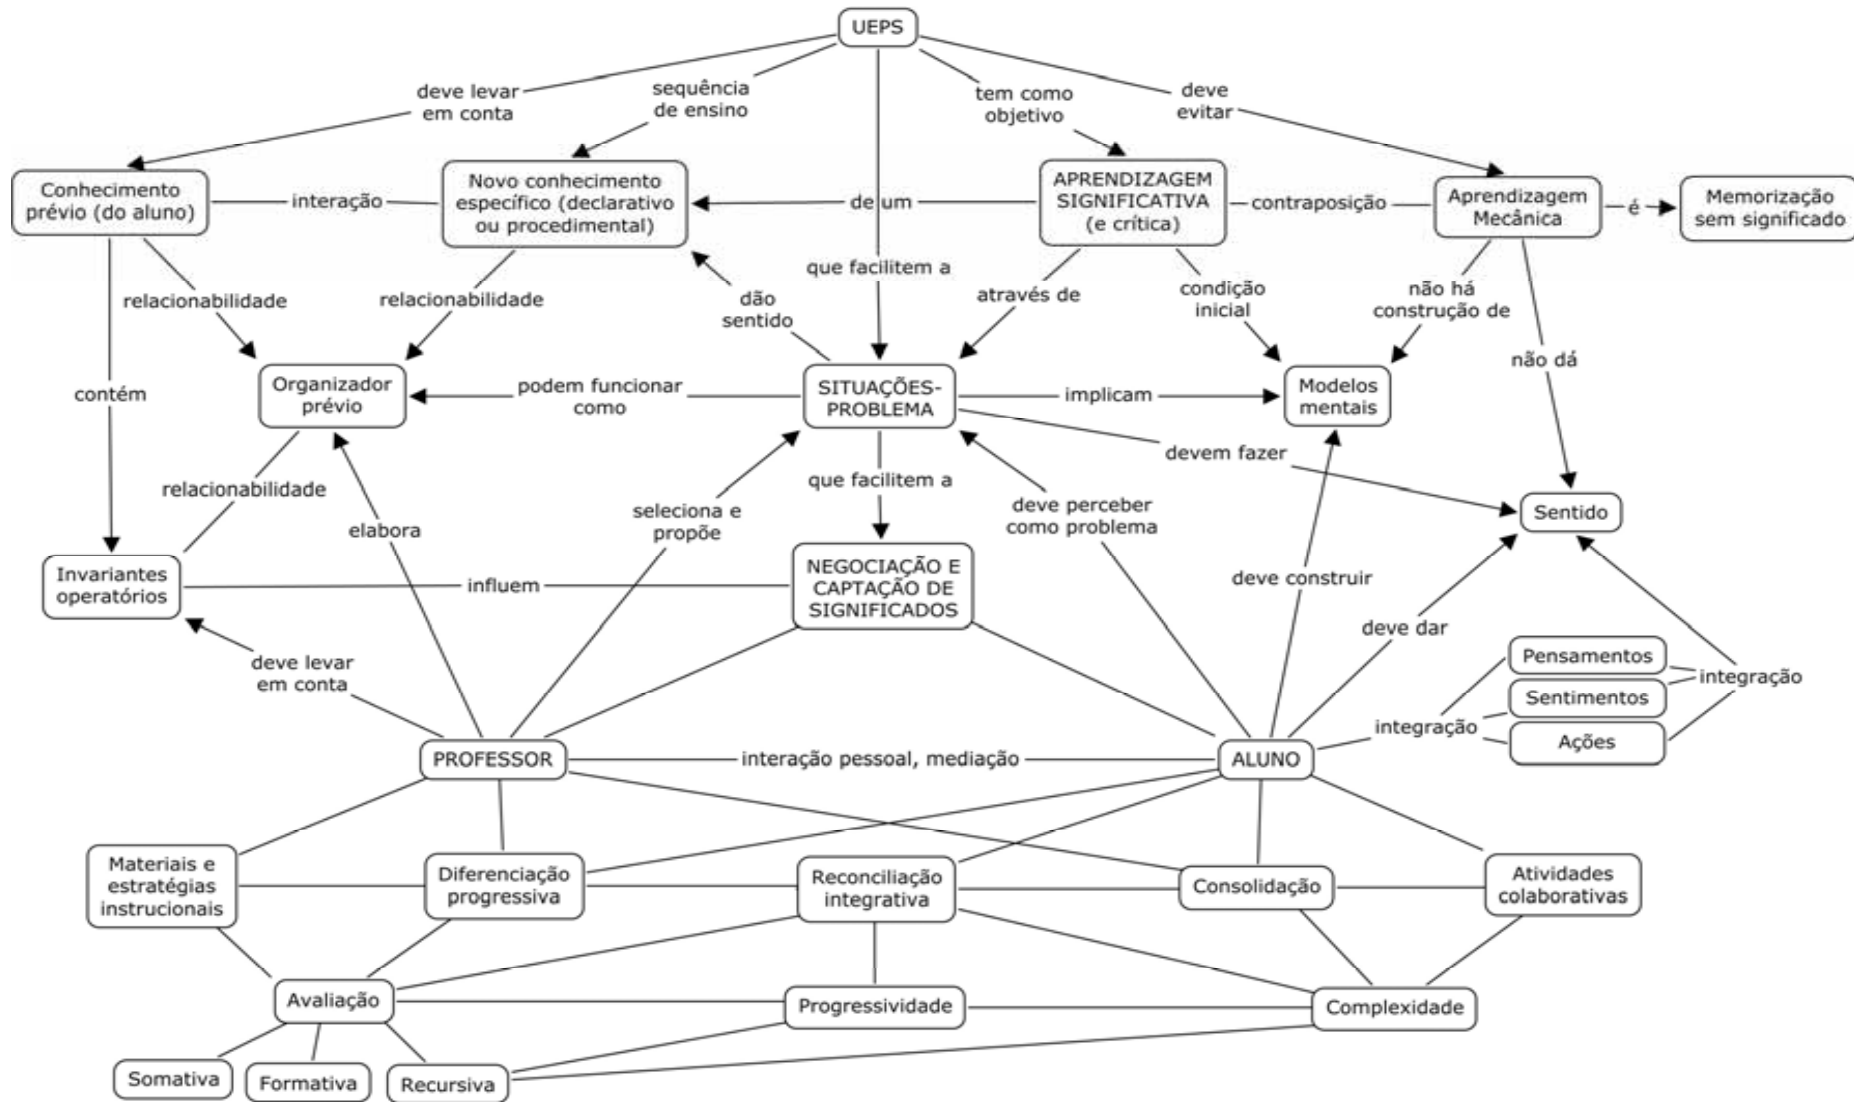 UEPS
deve levar
em conta
sequência
de ensino
tem como
objetivo
deve
evitar
Conhecimento
prévio (do aluno)
interação
Novo conhecimento
específico (declarativo
ou procedimental)
de um
APRENDIZAGEM
SIGNIFICATIVA
(e crítica)
contraposição
Aprendizagem
Mecânica
é
Memorização
sem significado
que facilitem a
relacionabilidade
relacionabilidade
dão
sentido
através de
condição
inicial
não há
construção de
não dá
contém
Organizador
prévio
podem funcionar
como
SITUAÇÕES-
PROBLEMA
implicam
Modelos
mentais
devem fazer
relacionabilidade
elabora
seleciona e
propõe
que facilitem a
deve perceber
como problema
Sentido
Invariantes
operatórios
influem
NEGOCIAÇÃO E
CAPTAÇÃO DE
SIGNIFICADOS
deve construir
deve dar
deve levar
em conta
Pensamentos
Sentimentos
Ações
integração
integração
PROFESSOR
interação pessoal, mediação
ALUNO
Materiais e
estratégias
instrucionais
Diferenciação
progressiva
Reconciliação
integrativa
Consolidação
Atividades
colaborativas
Avaliação
Progressividade
Complexidade
Somativa
Formativa
Recursiva